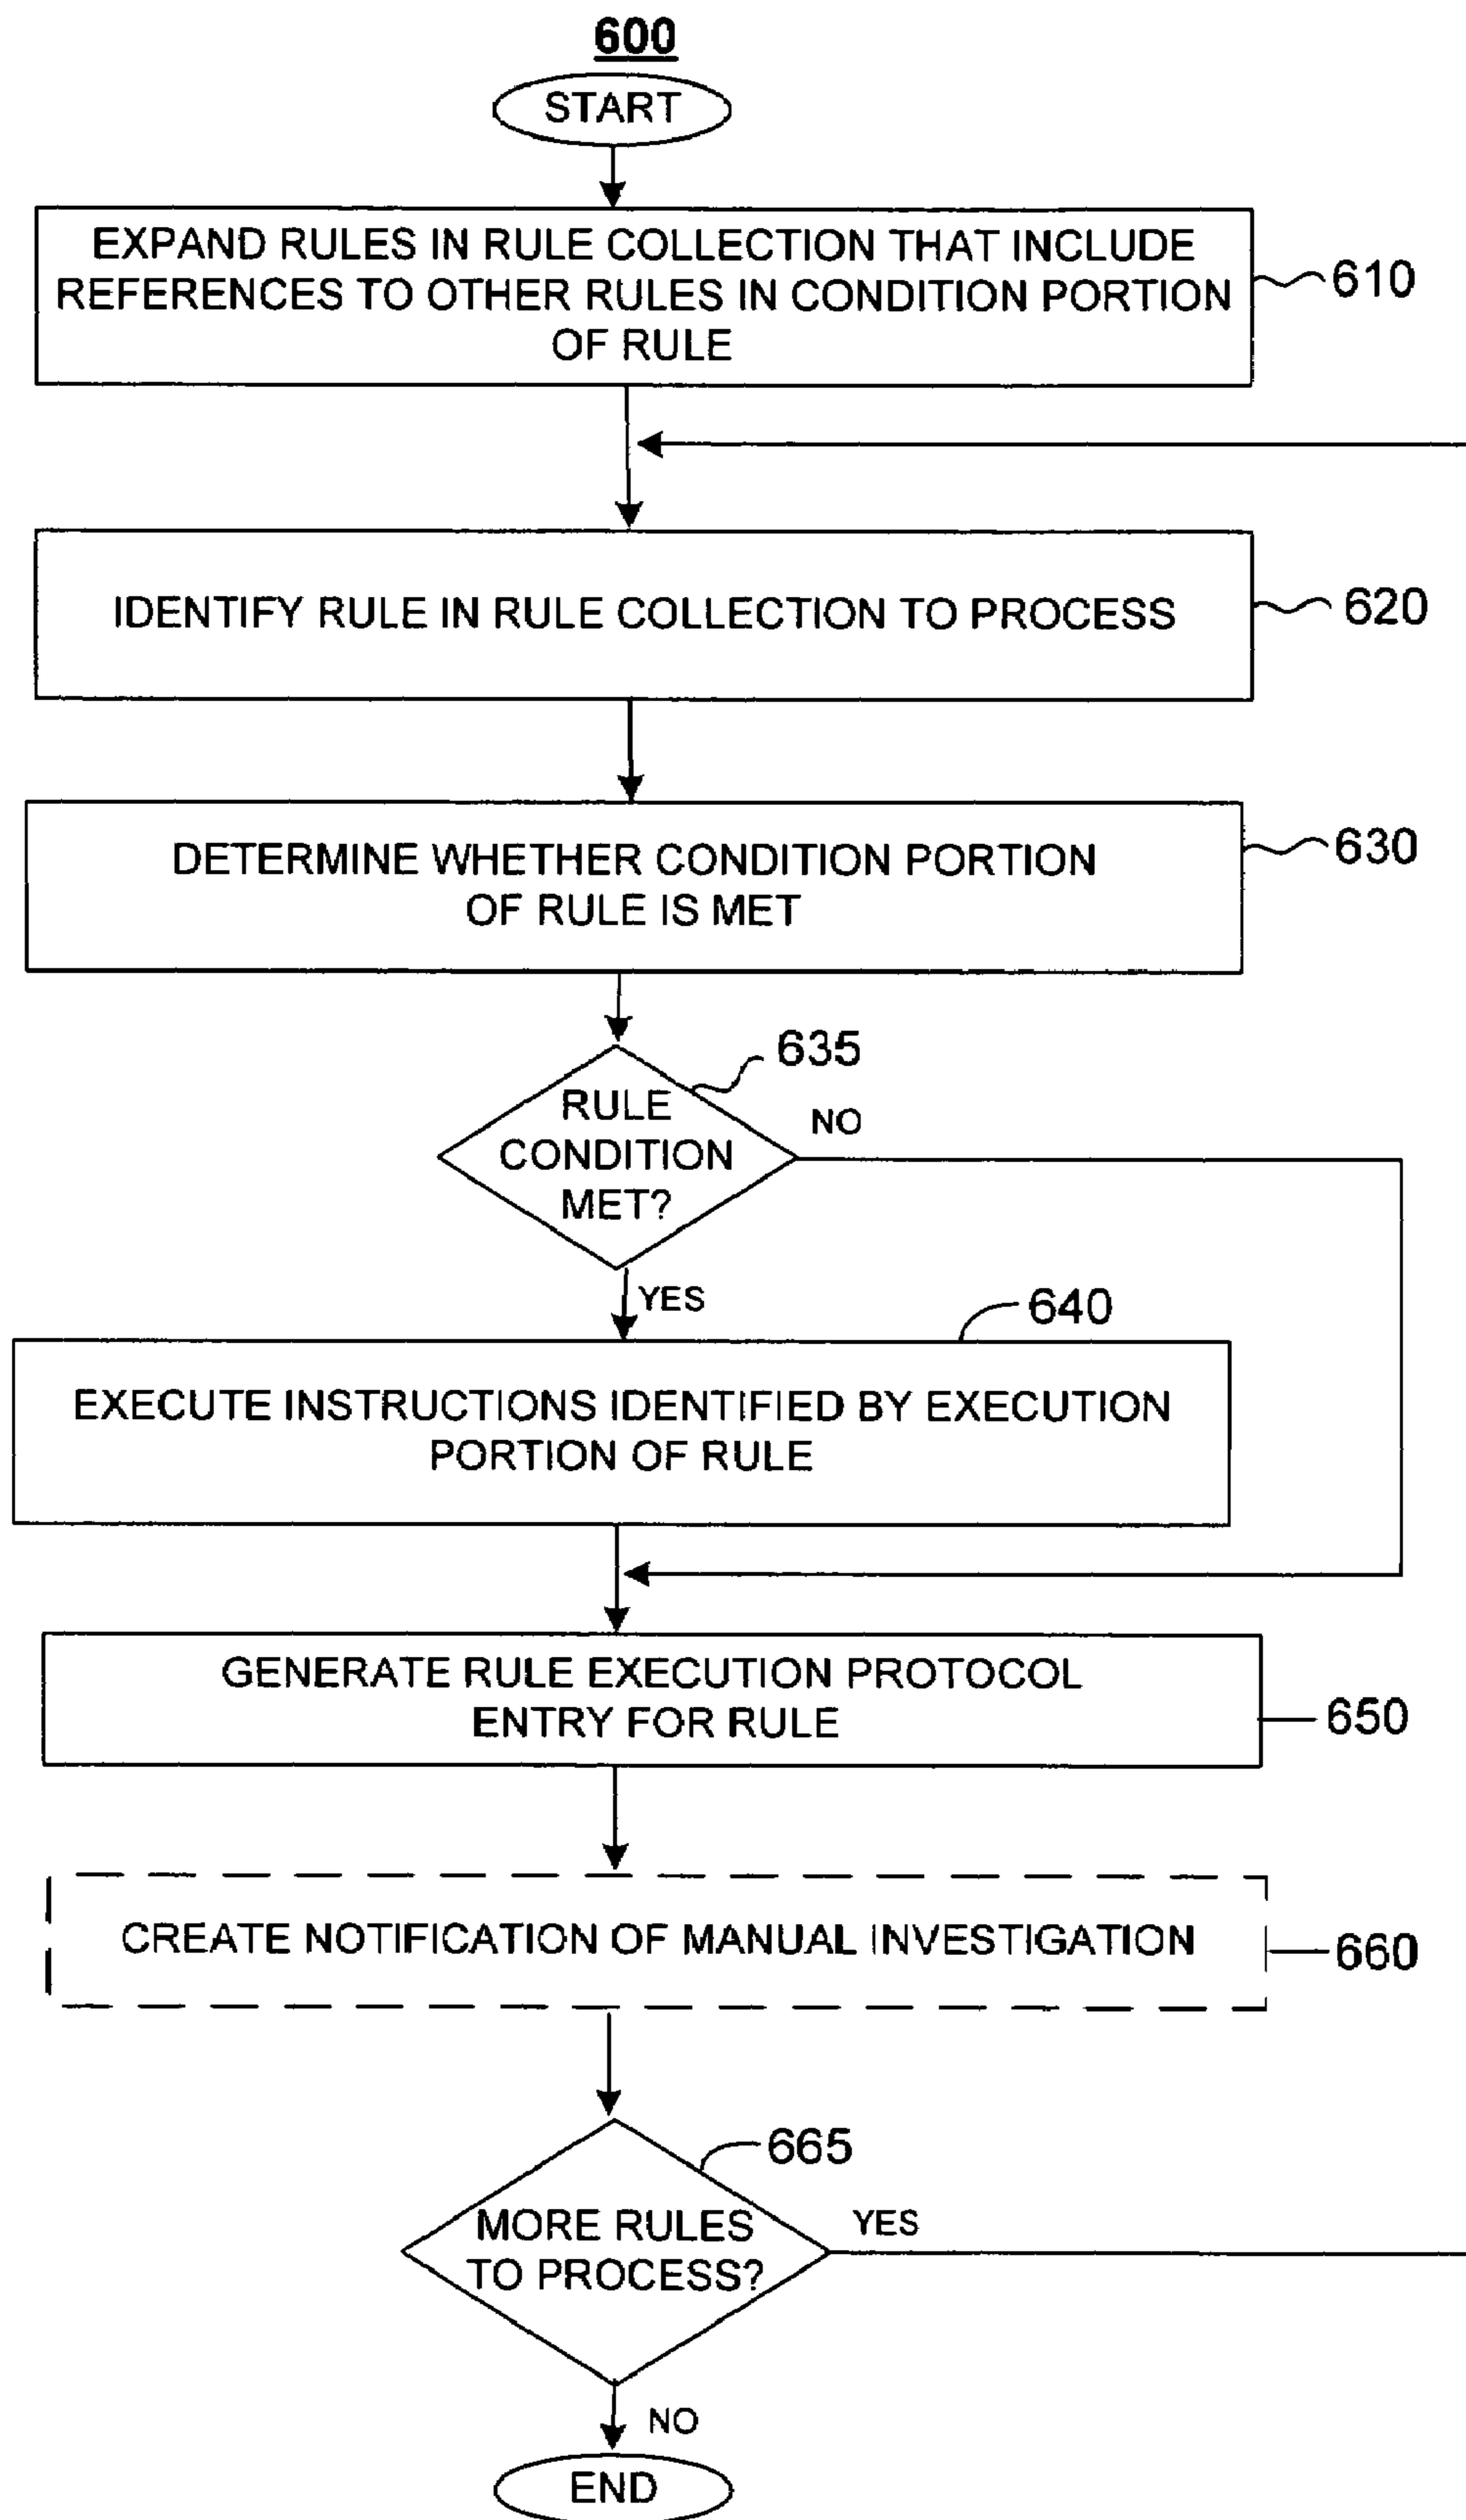 600
START
EXPAND RULES IN RULE COLLECTION THAT INCLUDE
REFERENCES TO OTHER RULES IN CONDITION PORTION
OF RULE
610
IDENTIFY RULE IN RULE COLLECTION TO PROCESS
620
DETERMINE WHETHER CONDITION PORTION
OF RULE IS MET
630
635
RULE
CONDITION
MET?
NO
YES
640
EXECUTE INSTRUCTIONS IDENTIFIED BY EXECUTION
PORTION OF RULE
GENERATE RULE EXECUTION PROTOCOL
ENTRY FOR RULE
650
CREATE NOTIFICATION OF MANUAL INVESTIGATION
660
665
MORE RULES
TO PROCESS?
YES
NO
END